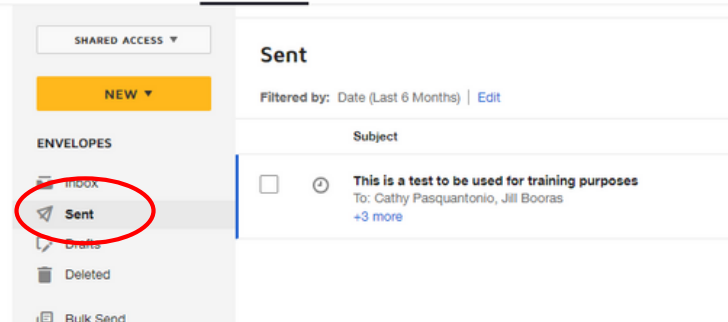 SHARED ACCESS
NEW
ENVELOPES
Inbox
Sent
Drafts
Deleted
Bulk Send
Sent
Filtered by: Date (Last 6 Months) | Edit
Subject
This is a test to be used for training purposes
To: Cathy Pasquantonio, Jill Booras
+3 more